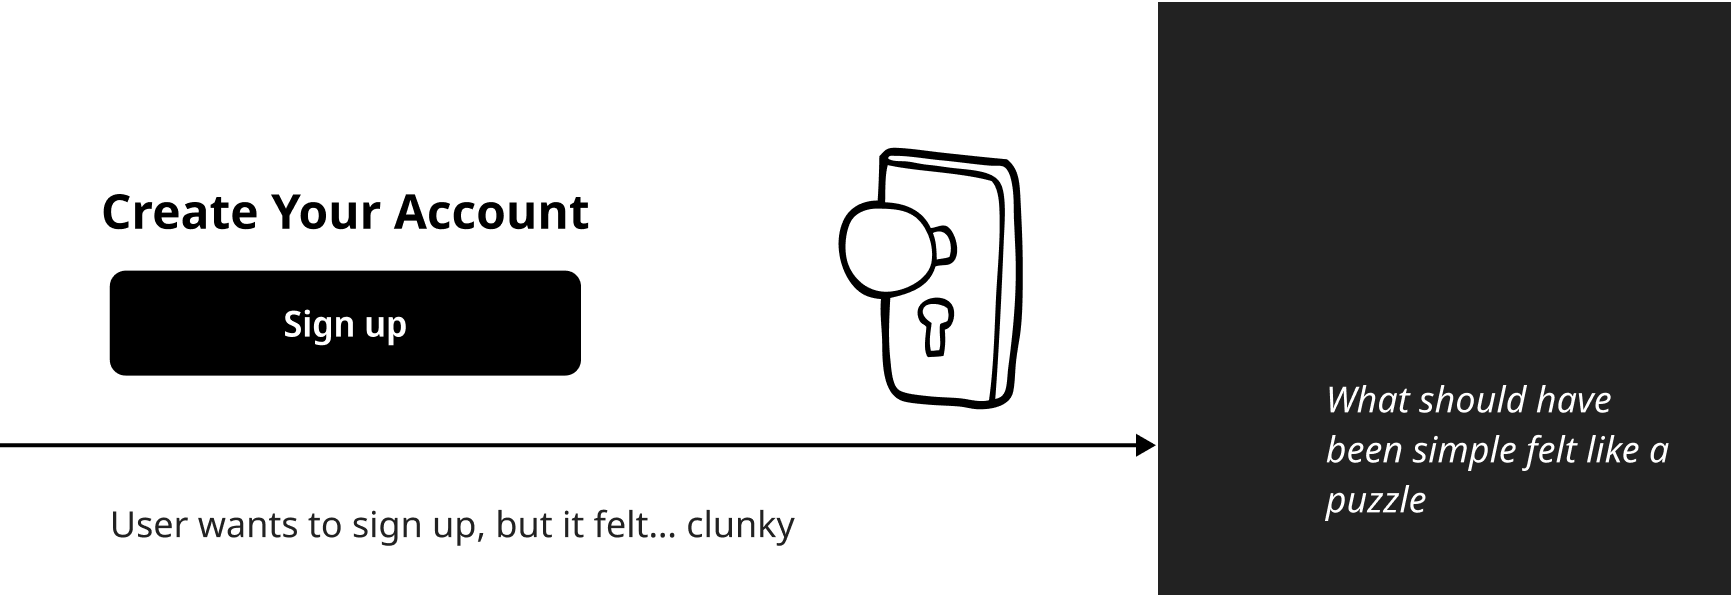 Create Your Account
Sign up
User wants to sign up, but it felt... clunky
What should have
been simple felt like a
puzzle